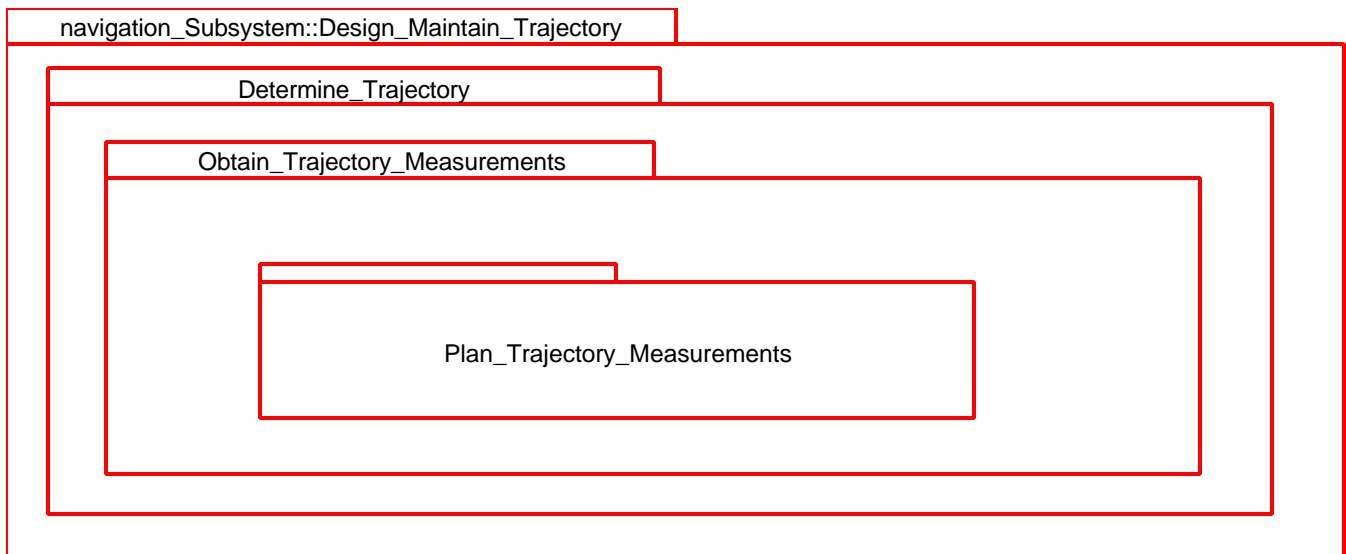 navigation_Subsystem::Design_Maintain_Trajectory
Determine_Trajectory
Obtain_Trajectory_Measurements
Plan_Trajectory_Measurements